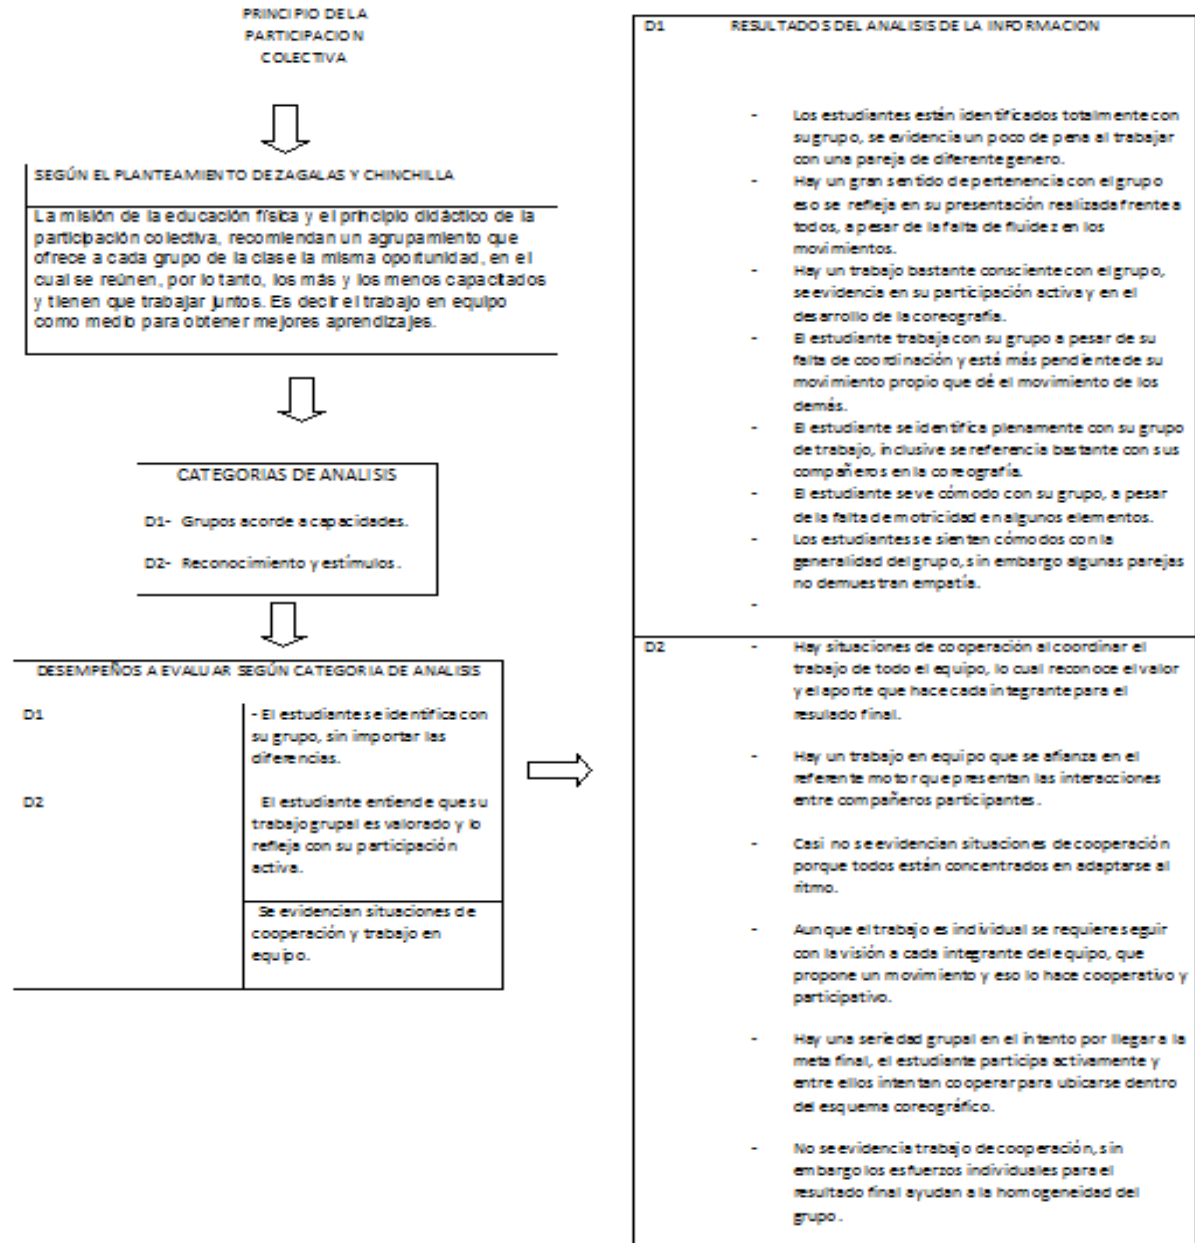 PRINCIPIO DE LA
PARTICIPACION
COLECTIVA
SEGÚN EL PLANTEAMIENTO DE ZAGALAS Y CHINCHILLA
La misión de la educación física y el principio didáctico de la
participación colectiva, recomiendan un agrupamiento que
ofrece a cada grupo de la clase la misma oportunidad, en el
cual se reúnen, por lo tanto, los más y los menos capacitados
y tienen que trabajar juntos. Es decir el trabajo en equipo
como medio para obtener mejores aprendizajes.
CATEGORIAS DE ANALISIS
D1- Grupos acorde a capacidades.
D2- Reconocimiento y estímulos.
DESEMPEÑOS A EVALUAR SEGÚN CATEGORIA DE ANALISIS
D1
- El estudiante se identifica con
su grupo, sin importar las
diferencias.
D2
El estudiante entiende que su
trabajo grupal es valorado y lo
refleja con su participación
activa.
Se evidencian situaciones de
cooperación y trabajo en
equipo.
D1 RESULTADOS DEL ANALISIS DE LA INFORMACION
- Los estudiantes están identificados totalmente con
su grupo, se evidencia un poco de pena al trabajar
con una pareja de diferente genero.
- Hay un gran sentido de pertenencia con el grupo
eso se refleja en su presentación realizada frente a
todos, a pesar de la falta de fluidez en los
movimientos.
- Hay un trabajo bastante consciente con el grupo,
se evidencia en su participación activa y en el
desarrollo de la coreografía.
- El estudiante trabaja con su grupo a pesar de su
falta de coordinación y está más pendiente de su
movimiento propio que dé el movimiento de los
demás.
- El estudiante se identifica plenamente con su grupo
de trabajo, inclusive se referencia bastante con sus
compañeros en la coreografía.
- El estudiante se ve cómodo con su grupo, a pesar
de la falta de motricidad en algunos elementos.
- Los estudiantes se sienten cómodos con la
generalidad del grupo, sin embargo algunas parejas
no demuestran empatía.
-
D2 - Hay situaciones de cooperación al coordinar el
trabajo de todo el equipo, lo cual reconoce el valor
y el aporte que hace cada integrante para el
resulado final.
- Hay un trabajo en equipo que se afianza en el
referente motor que presentan las interacciones
entre compañeros participantes.
- Casi no se evidencian situaciones de cooperación
porque todos están concentrados en adaptarse al
ritmo.
- Aunque el trabajo es individual se requiere seguir
con la visión a cada integrante del equipo, que
propone un movimiento y eso lo hace cooperativo y
participativo.
- Hay una seriedad grupal en el intento por llegar a la
meta final, el estudiante participa activamente y
entre ellos intentan cooperar para ubicarse dentro
del esquema coreográfico.
- No se evidencia trabajo de cooperación, sin
embargo los esfuerzos individuales para el
resultado final ayudan a la homogeneidad del
grupo.